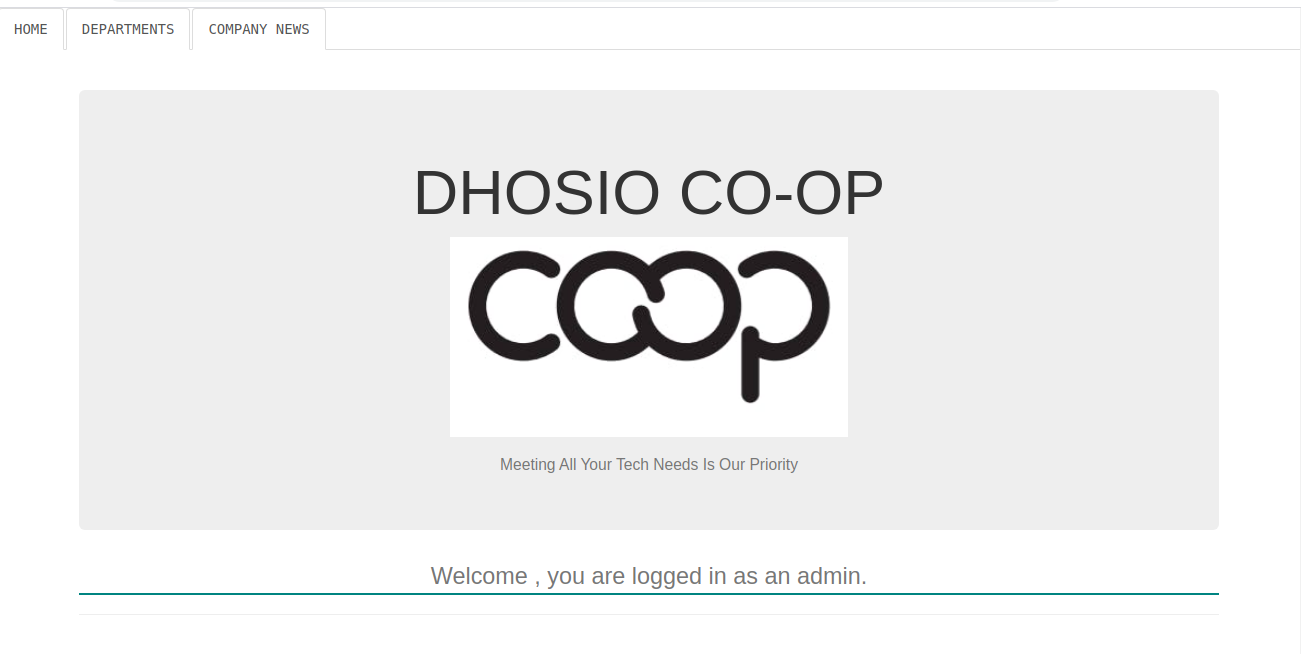 HOME DEPARTMENTS COMPANY NEWS
DHOSIO CO-OP
coop
Meeting All Your Tech Needs Is Our Priority
Welcome , you are logged in as an admin.